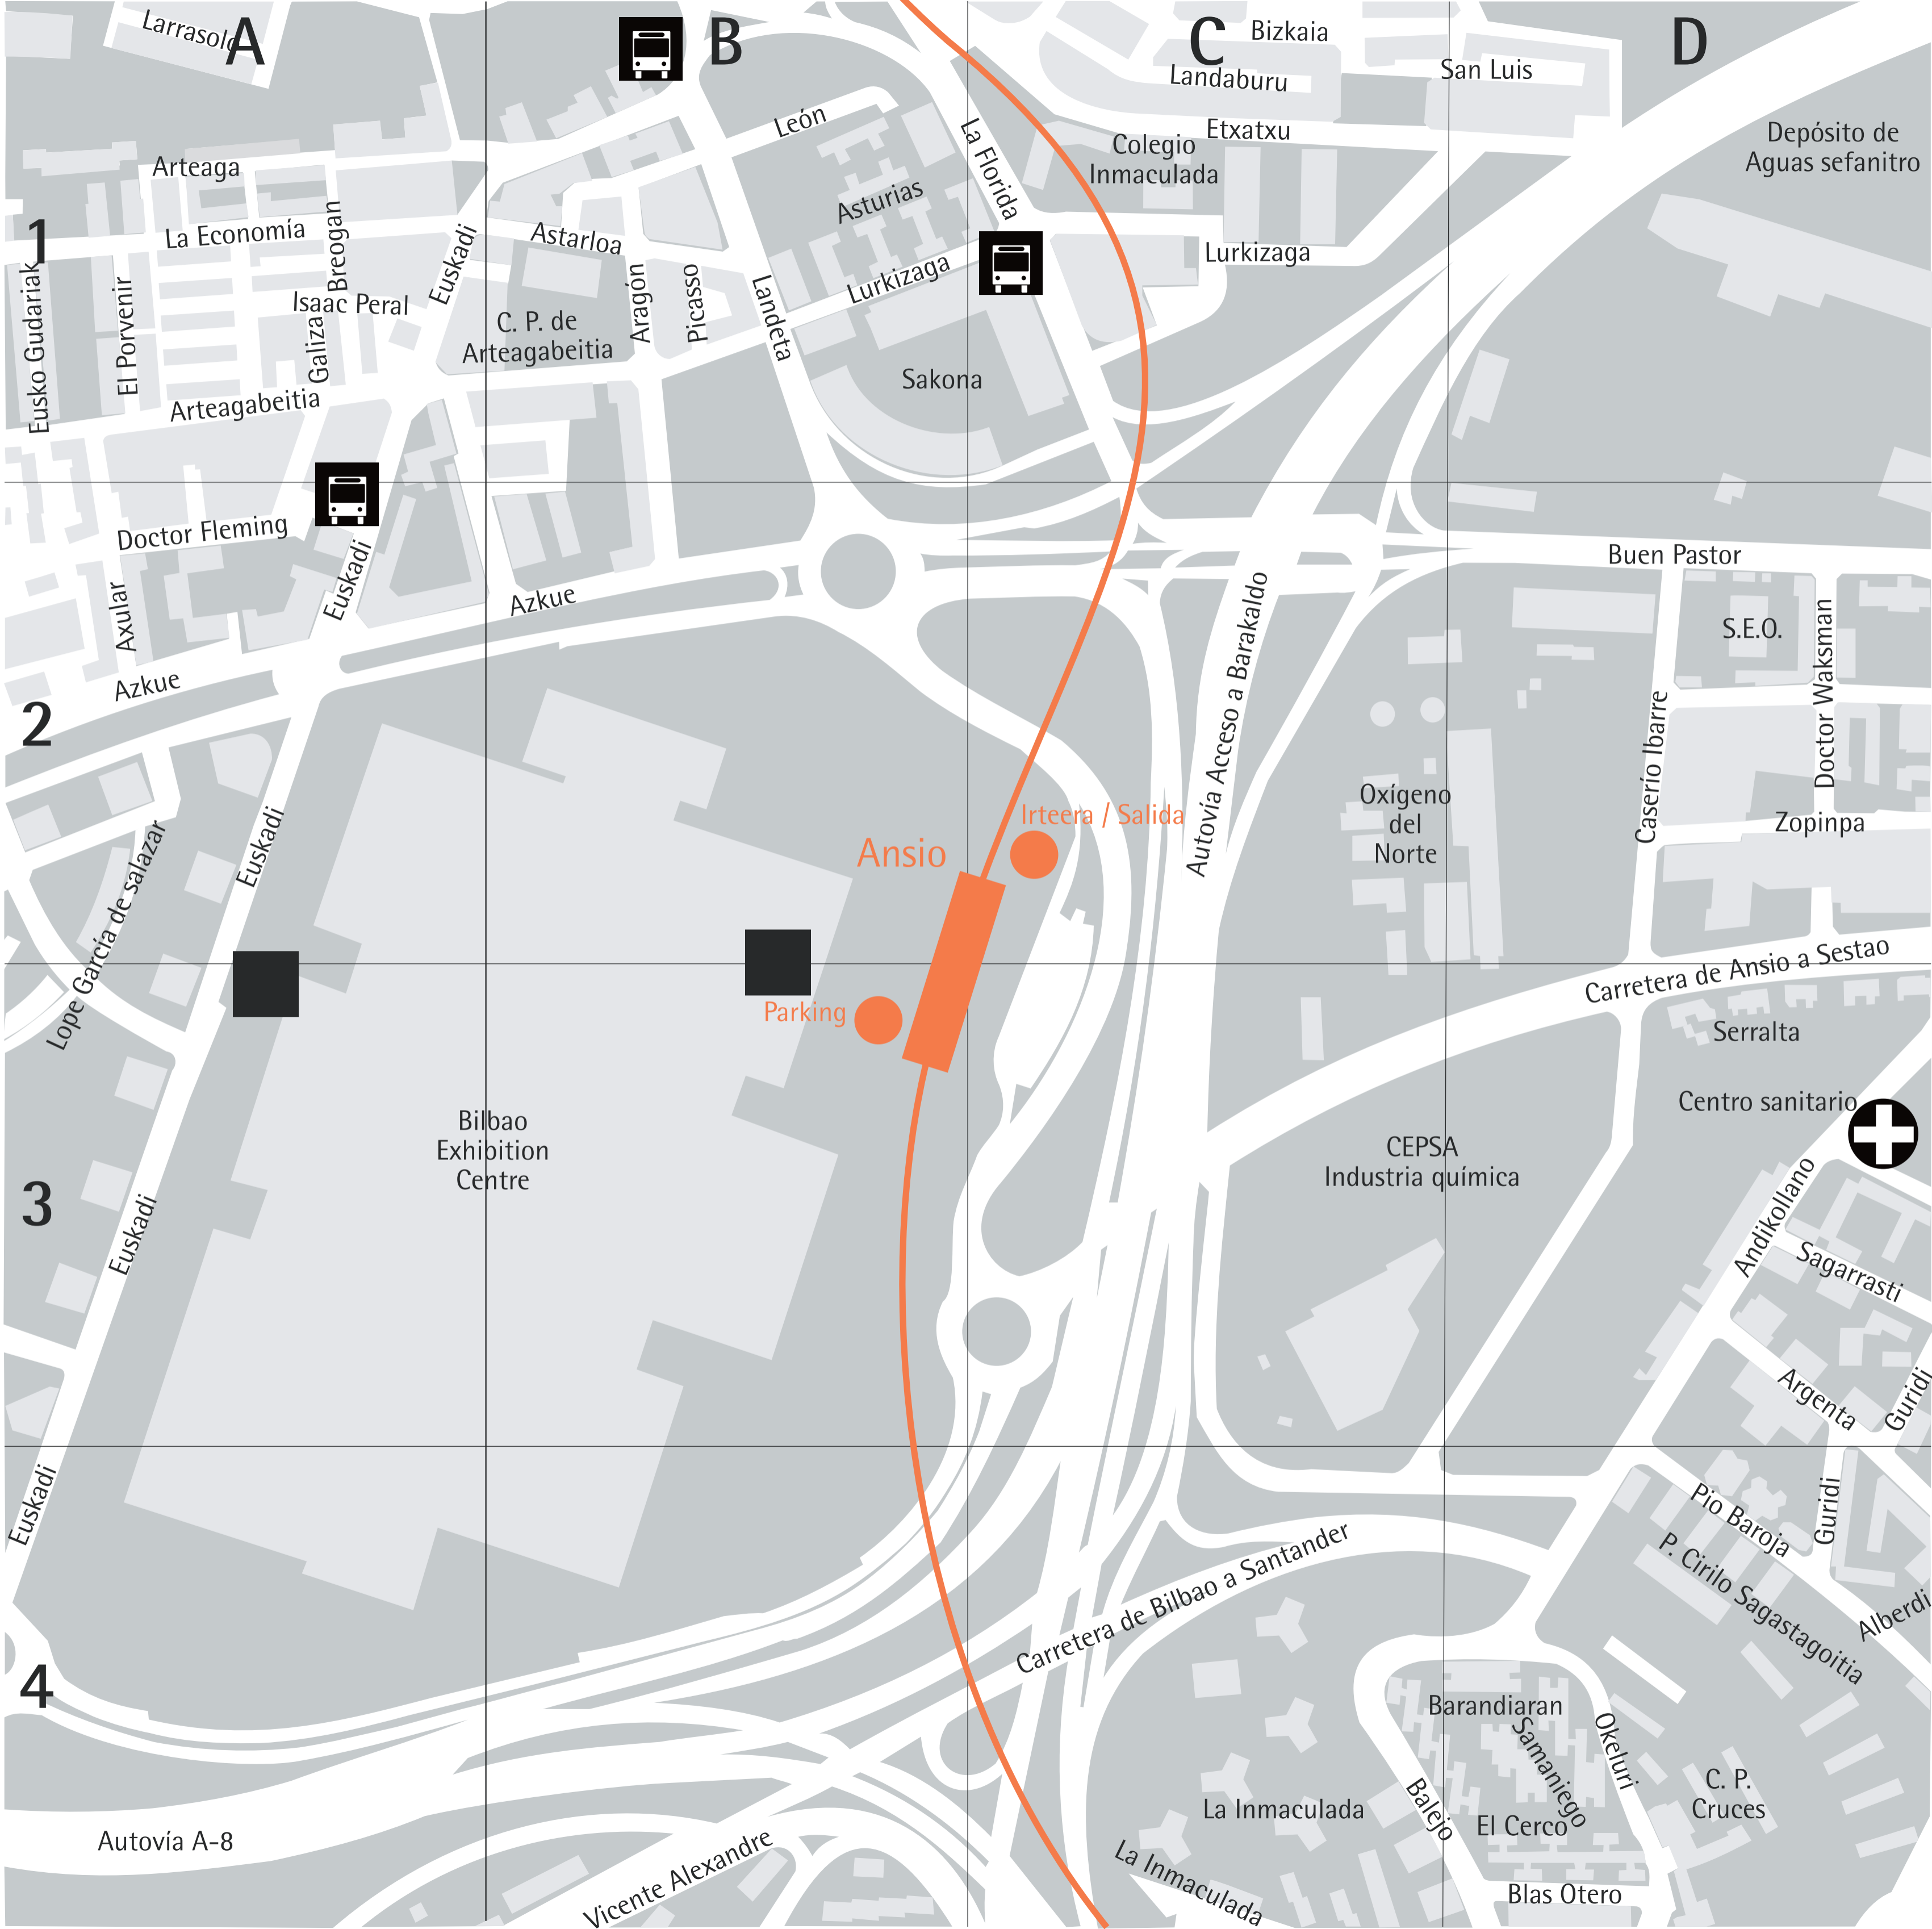 A
B
C
D
1
2
3
4
Larrasolo
Bizkaia
Landaburu
San Luis
Etxatxu
León
La Florida
Colegio
Inmaculada
Depósito de
Aguas sefanitro
Arteaga
Asturias
La Economía
Breogan
Euskadi
Astarloa
Lurkizaga
Lurkizaga
Eusko Gudariak
El Porvenir
Isaac Peral
Galiza
C. P. de
Arteagabeitia
Aragón
Picasso
Landeta
Sakona
Arteagabeitia
Doctor Fleming
Euskadi
Axular
Azkue
Azkue
Buen Pastor
S.E.O.
Doctor Waksman
Autovía Acceso a Barakaldo
Caserío Ibarre
Oxígeno
del
Norte
Zopinpa
Irteera / Salida
Ansio
Euskadi
Lope García de salazar
Parking
Carretera de Ansio a Sestao
Serralta
Centro sanitario
Bilbao
Exhibition
Centre
CEPSA
Industria química
Andikollano
Sagarrasti
Euskadi
Argenta
Guridi
Euskadi
Pio Baroja
Guridi
P. Cirilo Sagastagoitia
Alberdi
Carretera de Bilbao a Santander
Barandiaran
Samaniego
Okeluri
C. P.
Cruces
La Inmaculada
Balejo
El Cerco
Autovía A-8
Vicente Alexandre
La Inmaculada
Blas Otero